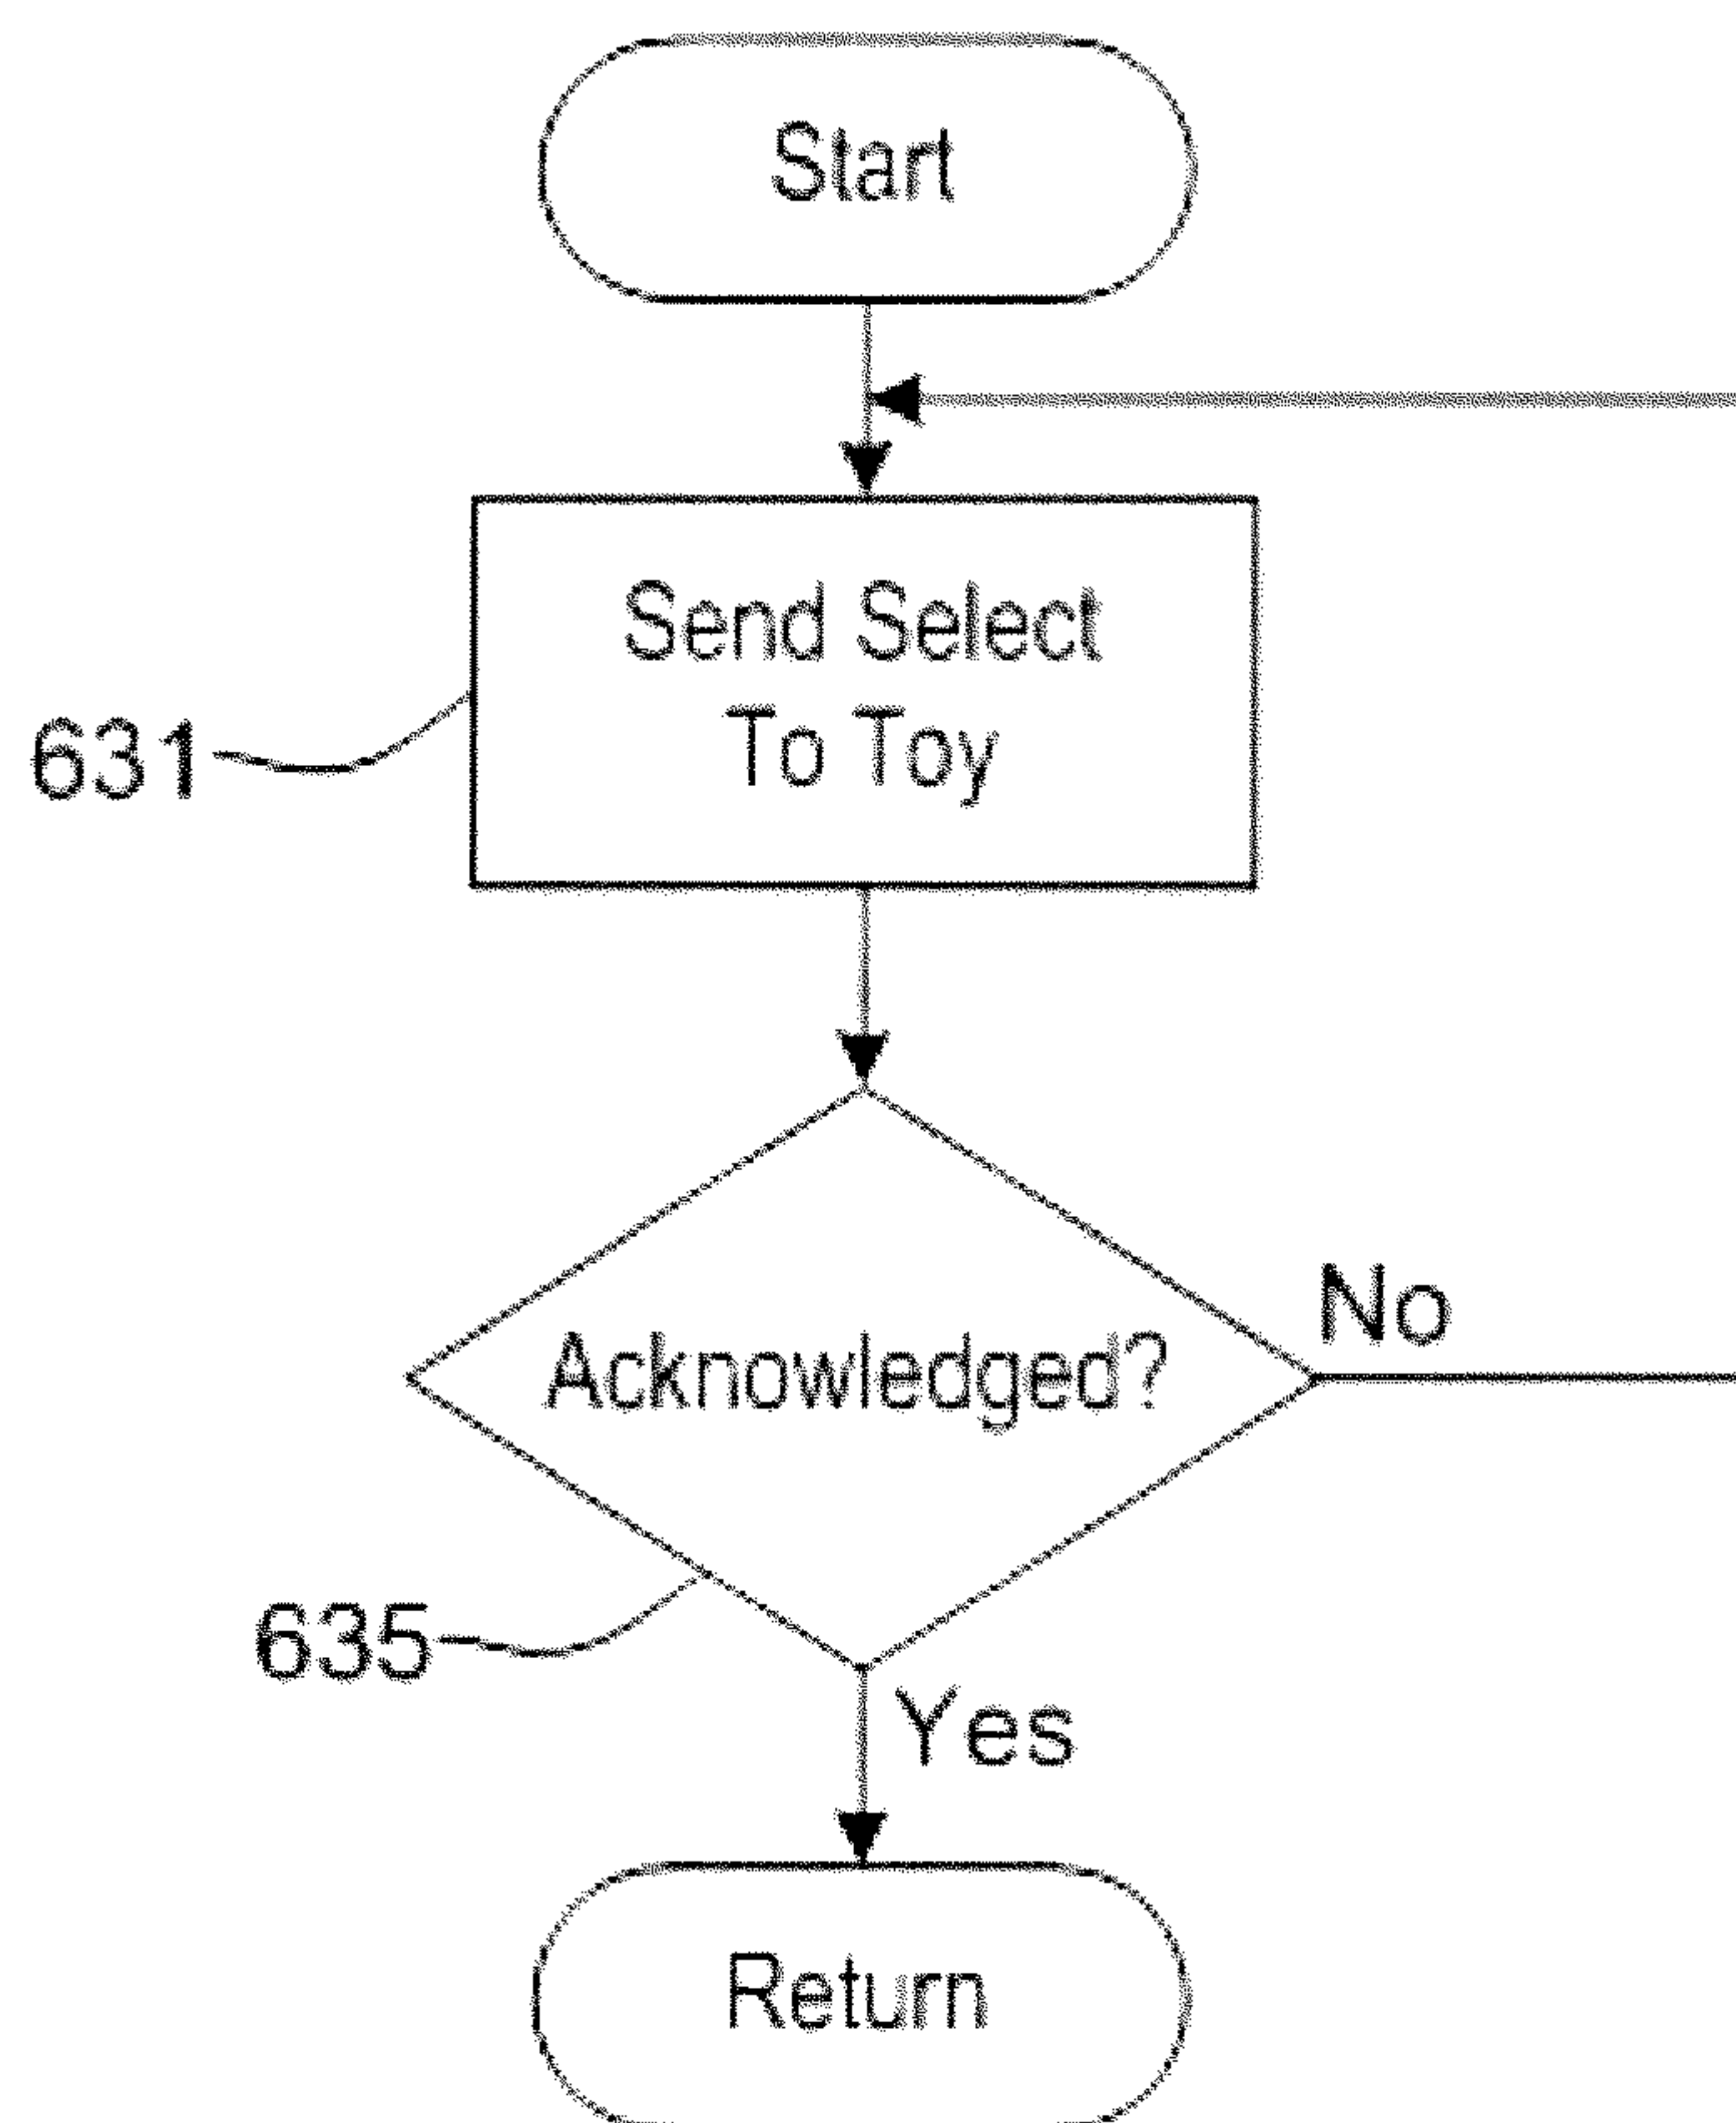 Start
Send Select
To Toy
631
Acknowledged?
No
635
Yes
Return